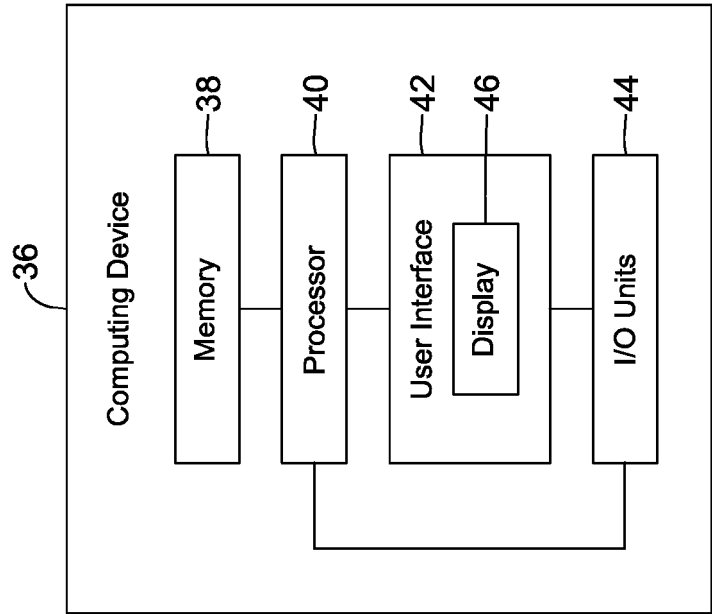 36
Computing Device
Memory
38
Processor
40
User Interface
42
Display
46
I/O Units
44